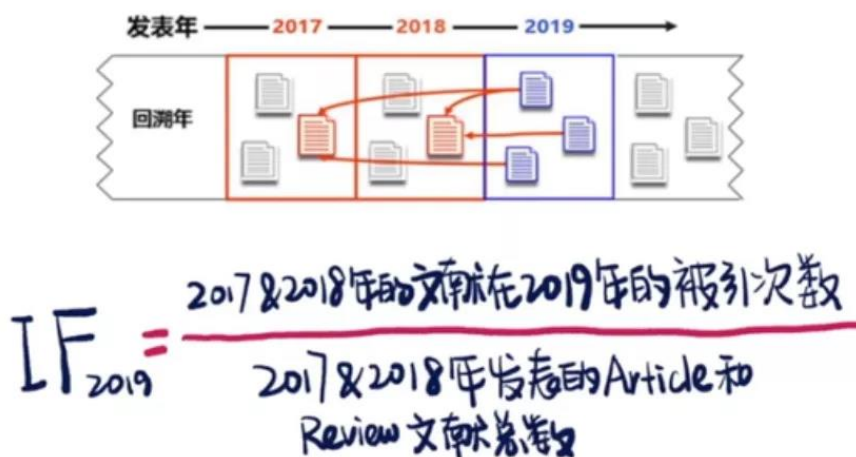 发表年 2017 2018 2019
回溯年
2017&2018年的文献在2019年的被引次数
IF2019=
2017&2018年发表的Article和
Review文献总数